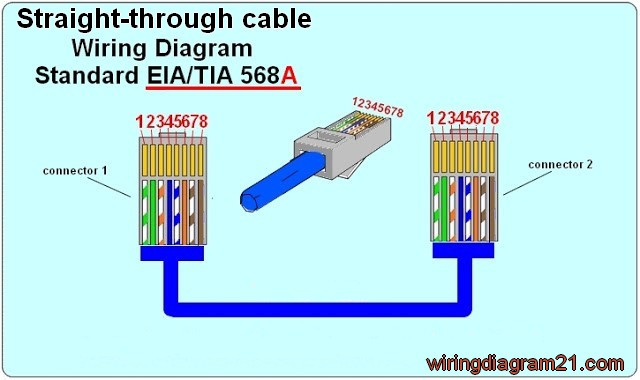 Straight-through cable
Wiring Diagram
Standard EIA/TIA 568A
12345678
12345678
12345678
connector 1
connector 2
wiringdiagram21.com